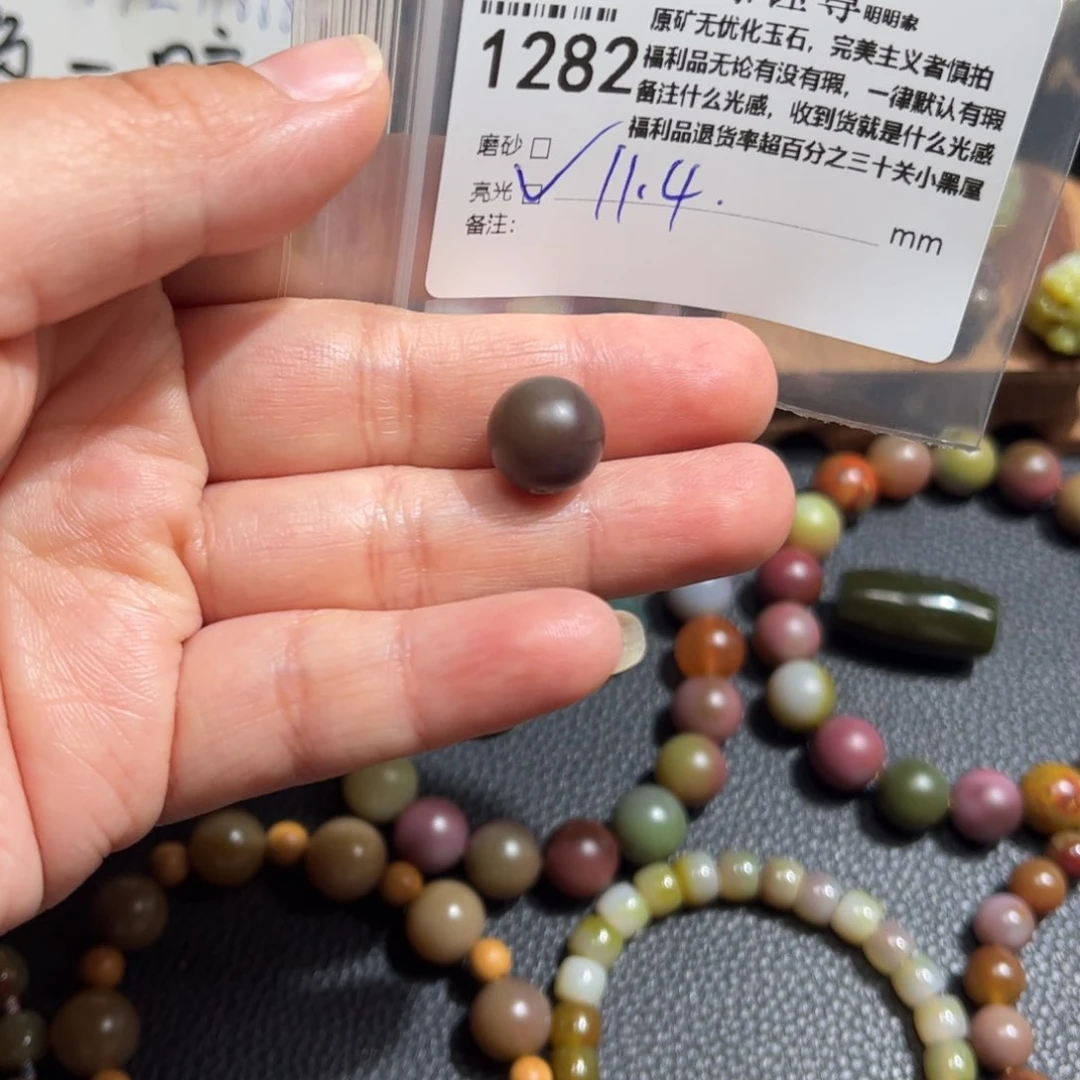 明明家
1282
原矿无优化玉石，完美主义者慎拍
福利品无论有没有瑕，一律默认有瑕
备注什么光感，收到货就是什么光感
福利品退货率超百分之三十关小黑屋
磨砂□
亮光☑ 11.4. mm
备注：